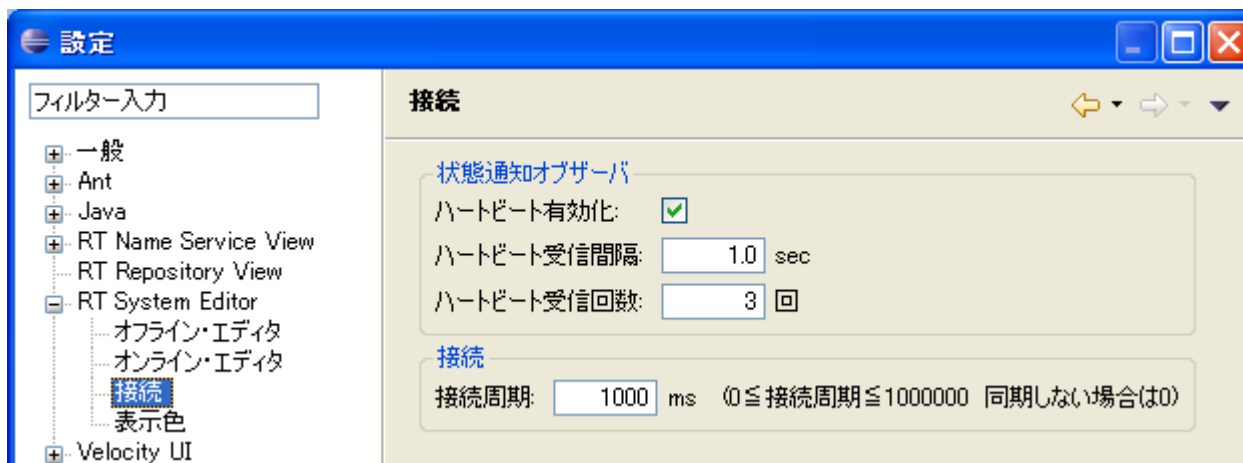 設定
フィルター入力
一般
Ant
Java
RT Name Service View
RT Repository View
RT System Editor
オフライン・エディタ
オンライン・エディタ
接続
表示色
Velocity UI
接続
状態通知オブザーバ
ハートビート有効化:
ハートビート受信間隔: 1.0 sec
ハートビート受信回数: 3 回
接続
接続周期: 1000 ms (0≦接続周期≦1000000 同期しない場合は0)